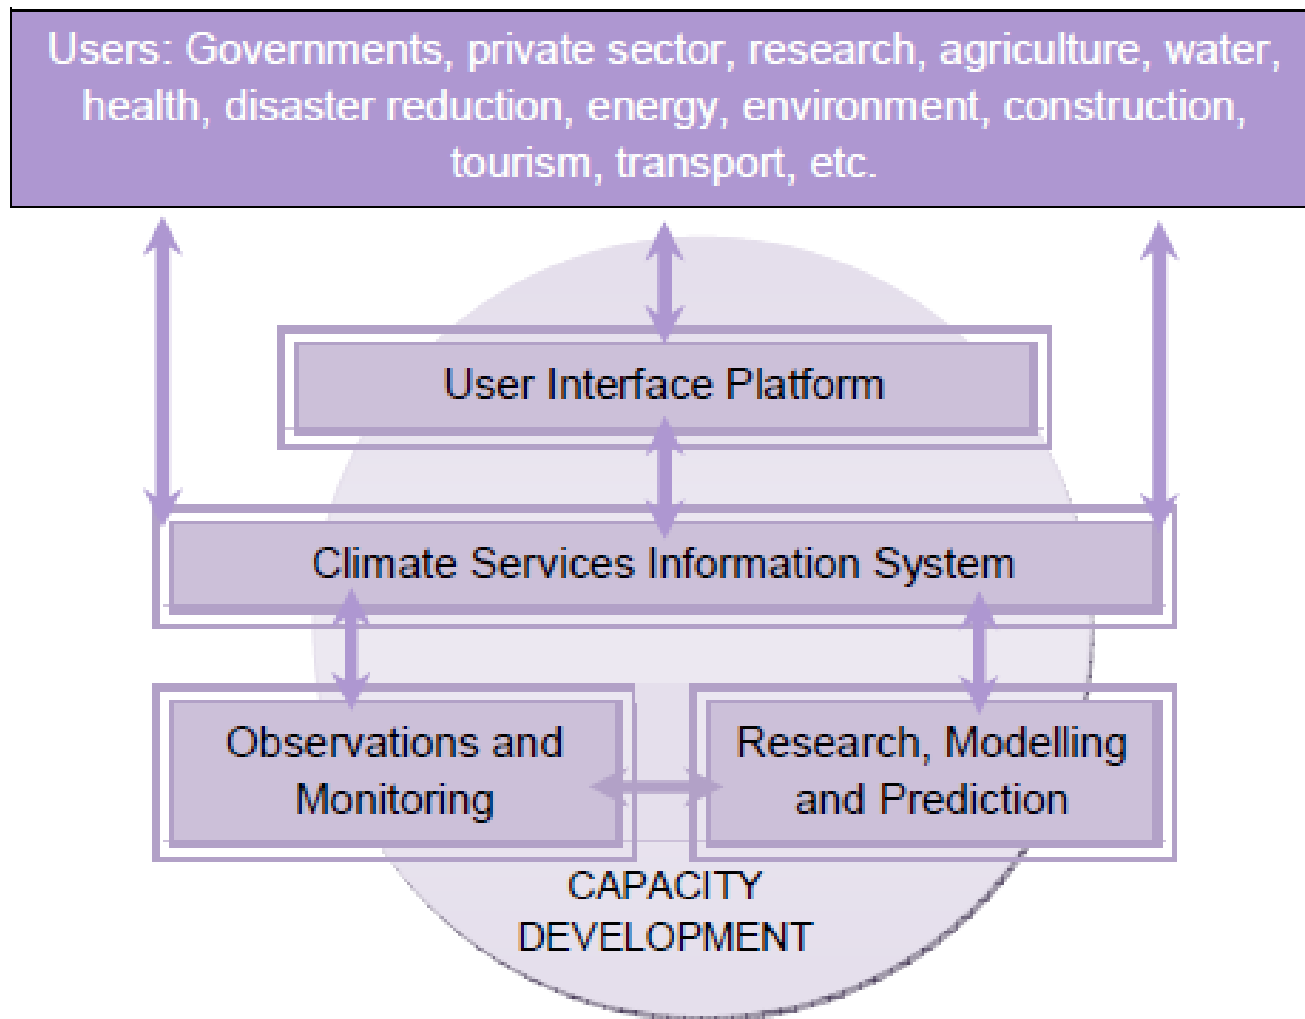 Users: Governments, private sector, research, agriculture, water,
health, disaster reduction, energy, environment, construction,
tourism, transport, etc.
User Interface Platform
Climate Services Information System
Observations and
Monitoring
Research, Modelling
and Prediction
CAPACITY
DEVELOPMENT